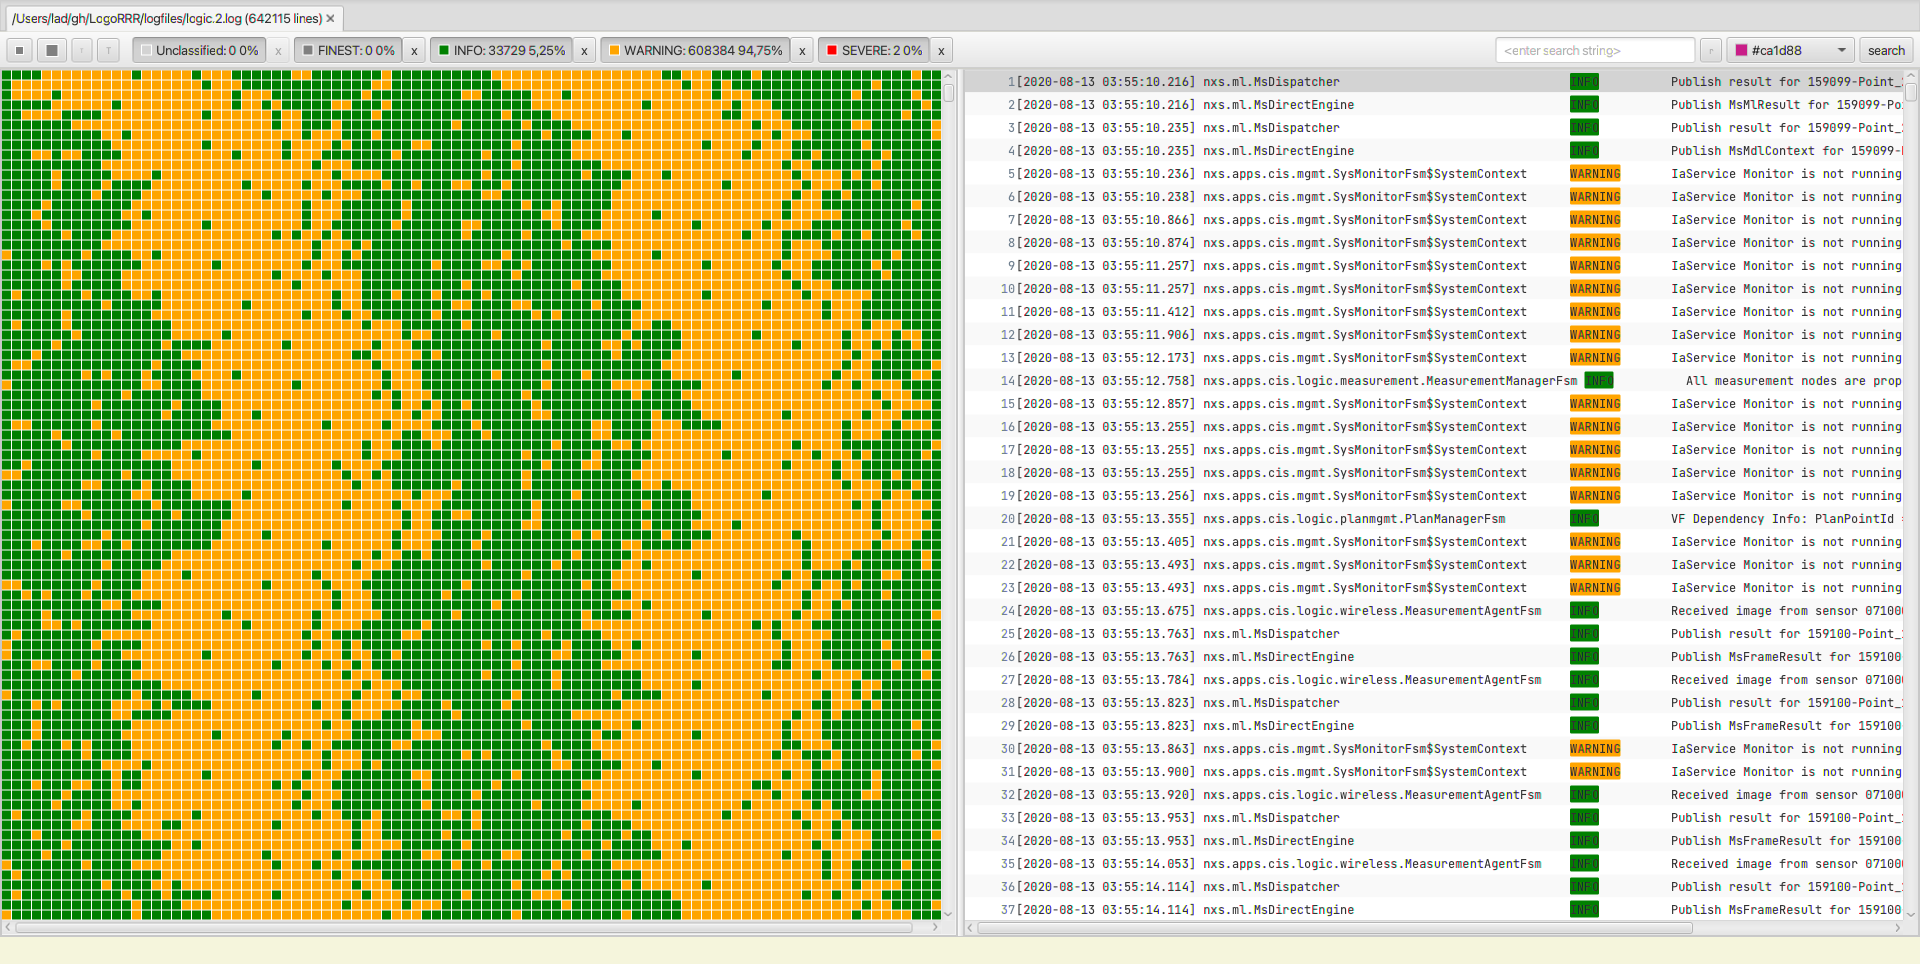 /Users/lad/gh/LogoRRR/logfiles/logic.2.log (642115 lines) ×
Unclassified: 0 0% x FINEST: 0 0% x INFO: 33729 5,25% x WARNING: 608384 94,75% x SEVERE: 2 0% x <enter search string> r #ca1d88 search
1[2020-08-13 03:55:10.216] nxs.ml.MsDispatcher INFO Publish result for 159099-Point_
2[2020-08-13 03:55:10.216] nxs.ml.MsDirectEngine INFO Publish MsMlResult for 159099-Po
3[2020-08-13 03:55:10.235] nxs.ml.MsDispatcher INFO Publish result for 159099-Point_
4[2020-08-13 03:55:10.235] nxs.ml.MsDirectEngine INFO Publish MsMdlContext for 159099-
5[2020-08-13 03:55:10.236] nxs.apps.cis.mgmt.SysMonitorFsm$SystemContext WARNING IaService Monitor is not running
6[2020-08-13 03:55:10.238] nxs.apps.cis.mgmt.SysMonitorFsm$SystemContext WARNING IaService Monitor is not running
7[2020-08-13 03:55:10.866] nxs.apps.cis.mgmt.SysMonitorFsm$SystemContext WARNING IaService Monitor is not running
8[2020-08-13 03:55:10.874] nxs.apps.cis.mgmt.SysMonitorFsm$SystemContext WARNING IaService Monitor is not running
9[2020-08-13 03:55:11.257] nxs.apps.cis.mgmt.SysMonitorFsm$SystemContext WARNING IaService Monitor is not running
10[2020-08-13 03:55:11.257] nxs.apps.cis.mgmt.SysMonitorFsm$SystemContext WARNING IaService Monitor is not running
11[2020-08-13 03:55:11.412] nxs.apps.cis.mgmt.SysMonitorFsm$SystemContext WARNING IaService Monitor is not running
12[2020-08-13 03:55:11.906] nxs.apps.cis.mgmt.SysMonitorFsm$SystemContext WARNING IaService Monitor is not running
13[2020-08-13 03:55:12.173] nxs.apps.cis.mgmt.SysMonitorFsm$SystemContext WARNING IaService Monitor is not running
14[2020-08-13 03:55:12.758] nxs.apps.cis.logic.measurement.MeasurementManagerFsm INFO All measurement nodes are prop
15[2020-08-13 03:55:12.857] nxs.apps.cis.mgmt.SysMonitorFsm$SystemContext WARNING IaService Monitor is not running
16[2020-08-13 03:55:13.255] nxs.apps.cis.mgmt.SysMonitorFsm$SystemContext WARNING IaService Monitor is not running
17[2020-08-13 03:55:13.255] nxs.apps.cis.mgmt.SysMonitorFsm$SystemContext WARNING IaService Monitor is not running
18[2020-08-13 03:55:13.255] nxs.apps.cis.mgmt.SysMonitorFsm$SystemContext WARNING IaService Monitor is not running
19[2020-08-13 03:55:13.256] nxs.apps.cis.mgmt.SysMonitorFsm$SystemContext WARNING IaService Monitor is not running
20[2020-08-13 03:55:13.355] nxs.apps.cis.logic.planmgmt.PlanManagerFsm INFO VF Dependency Info: PlanPointId
21[2020-08-13 03:55:13.405] nxs.apps.cis.mgmt.SysMonitorFsm$SystemContext WARNING IaService Monitor is not running
22[2020-08-13 03:55:13.493] nxs.apps.cis.mgmt.SysMonitorFsm$SystemContext WARNING IaService Monitor is not running
23[2020-08-13 03:55:13.493] nxs.apps.cis.mgmt.SysMonitorFsm$SystemContext WARNING IaService Monitor is not running
24[2020-08-13 03:55:13.675] nxs.apps.cis.logic.wireless.MeasurementAgentFsm INFO Received image from sensor 07100
25[2020-08-13 03:55:13.763] nxs.ml.MsDispatcher INFO Publish result for 159100-Point_
26[2020-08-13 03:55:13.763] nxs.ml.MsDirectEngine INFO Publish MsFrameResult for 159100
27[2020-08-13 03:55:13.784] nxs.apps.cis.logic.wireless.MeasurementAgentFsm INFO Received image from sensor 07100
28[2020-08-13 03:55:13.823] nxs.ml.MsDispatcher INFO Publish result for 159100-Point_
29[2020-08-13 03:55:13.823] nxs.ml.MsDirectEngine INFO Publish MsFrameResult for 159100
30[2020-08-13 03:55:13.863] nxs.apps.cis.mgmt.SysMonitorFsm$SystemContext WARNING IaService Monitor is not running
31[2020-08-13 03:55:13.900] nxs.apps.cis.mgmt.SysMonitorFsm$SystemContext WARNING IaService Monitor is not running
32[2020-08-13 03:55:13.920] nxs.apps.cis.logic.wireless.MeasurementAgentFsm INFO Received image from sensor 07100
33[2020-08-13 03:55:13.953] nxs.ml.MsDispatcher INFO Publish result for 159100-Point_
34[2020-08-13 03:55:13.953] nxs.ml.MsDirectEngine INFO Publish MsFrameResult for 159100
35[2020-08-13 03:55:14.053] nxs.apps.cis.logic.wireless.MeasurementAgentFsm INFO Received image from sensor 07100
36[2020-08-13 03:55:14.114] nxs.ml.MsDispatcher INFO Publish result for 159100-Point_
37[2020-08-13 03:55:14.114] nxs.ml.MsDirectEngine INFO Publish MsFrameResult for 159100